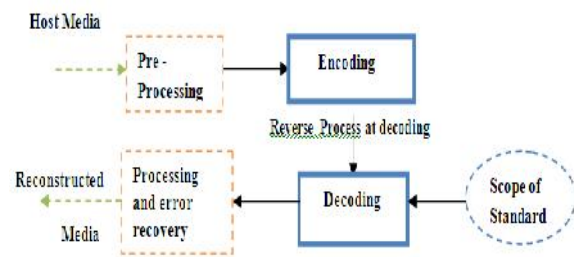 Host Media
Pre -
Processing
Encoding
Reverse Process at decoding
Reconstructed
Media
Processing
and error
recovery
Decoding
Scope of
Standard